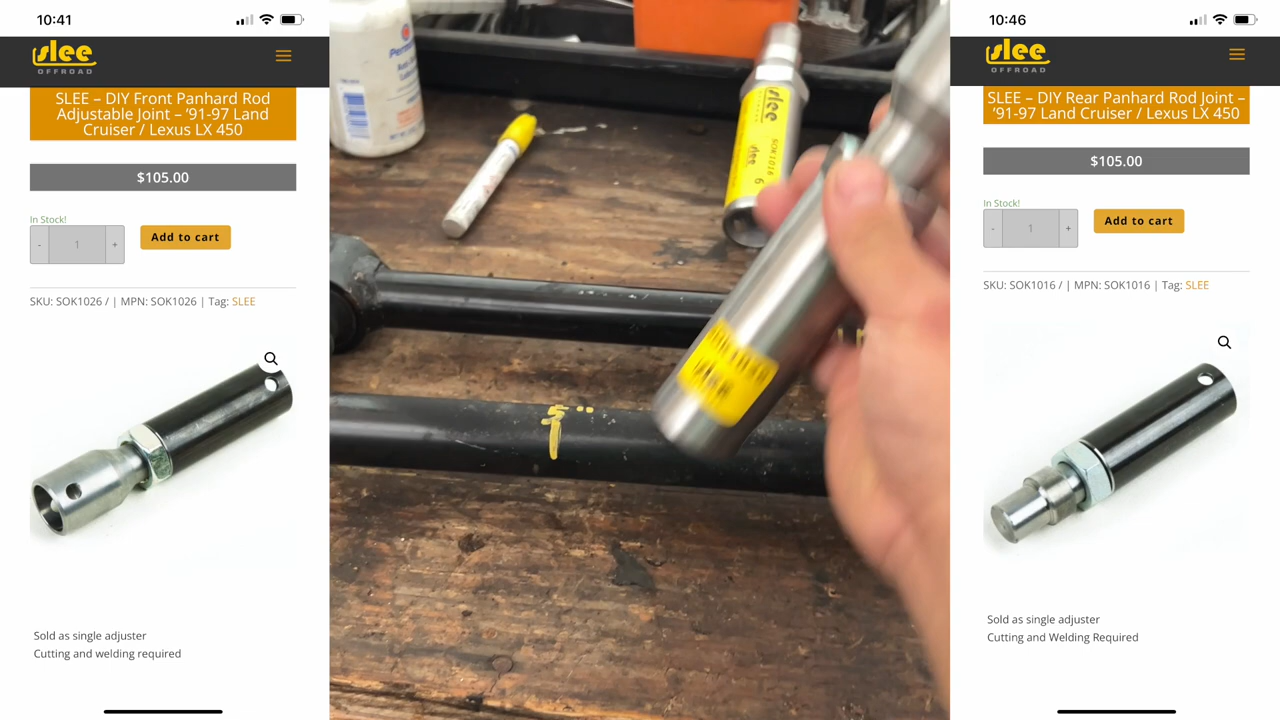 10:41
slee
OFFROAD
SLEE – DIY Front Panhard Rod
Adjustable Joint – ’91-97 Land
Cruiser / Lexus LX 450
$105.00
In Stock!
- 1 +
Add to cart
SKU: SOK1026 / | MPN: SOK1026 | Tag: SLEE
Sold as single adjuster
Cutting and welding required
slee
SOK1016
slee
6
10:46
slee
OFFROAD
SLEE – DIY Rear Panhard Rod Joint –
’91-97 Land Cruiser / Lexus LX 450
$105.00
In Stock!
- 1 +
Add to cart
SKU: SOK1016 / | MPN: SOK1016 | Tag: SLEE
Sold as single adjuster
Cutting and Welding Required